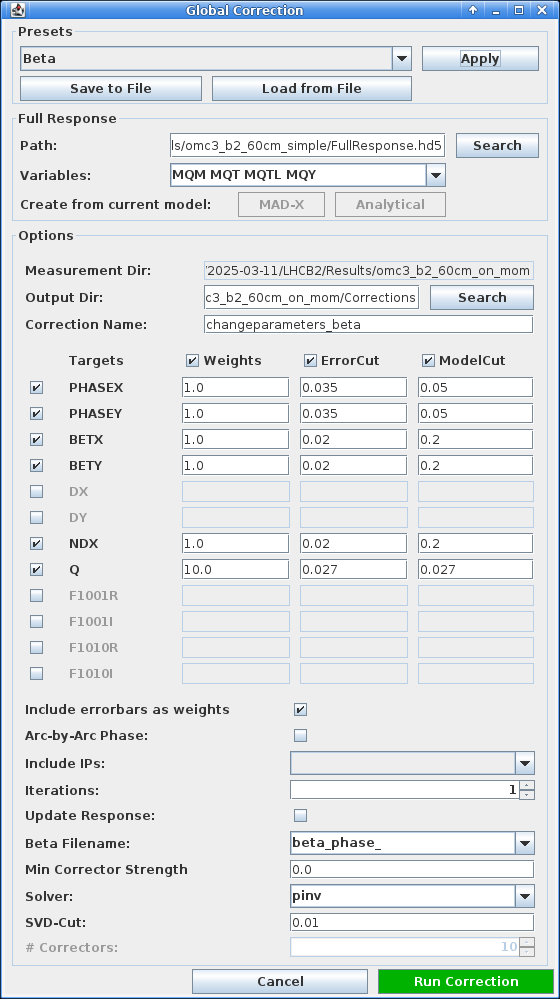 Global Correction
Presets
Beta
Apply
Save to File
Load from File
Full Response
Path: ls/omc3_b2_60cm_simple/FullResponse.hd5 Search
Variables: MQM MQT MQTL MQY
Create from current model: MAD-X Analytical
Options
Measurement Dir: '2025-03-11/LHCB2/Results/omc3_b2_60cm_on_mom
Output Dir: c3_b2_60cm_on_mom/Corrections Search
Correction Name: changeparameters_beta
Targets Weights ErrorCut ModelCut
PHASEX 1.0 0.035 0.05
PHASEY 1.0 0.035 0.05
BETX 1.0 0.02 0.2
BETY 1.0 0.02 0.2
DX
DY
NDX 1.0 0.02 0.2
Q 10.0 0.027 0.027
F1001R
F1001I
F1010R
F1010I
Include errorbars as weights
Arc-by-Arc Phase:
Include IPs:
Iterations: 1
Update Response:
Beta Filename: beta_phase_
Min Corrector Strength 0.0
Solver: pinv
SVD-Cut: 0.01
# Correctors: 10
Cancel Run Correction